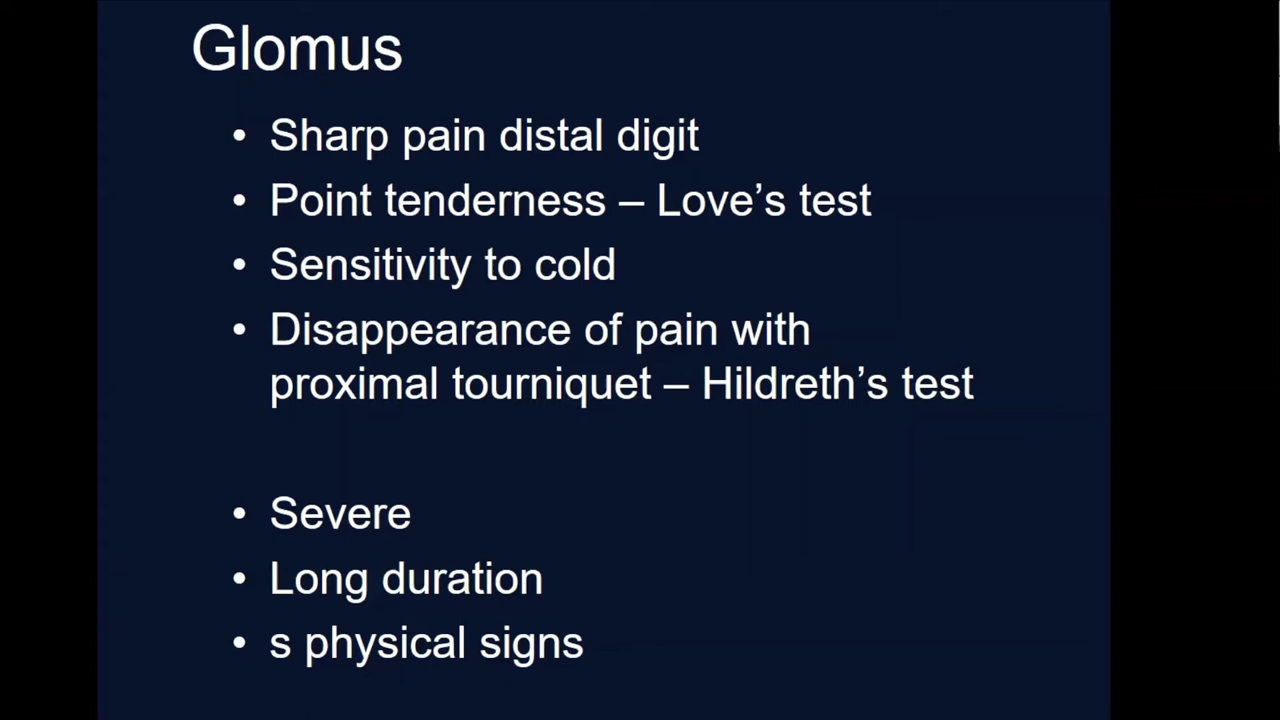 Glomus
• Sharp pain distal digit
• Point tenderness – Love’s test
• Sensitivity to cold
• Disappearance of pain with
proximal tourniquet – Hildreth’s test
• Severe
• Long duration
• s physical signs